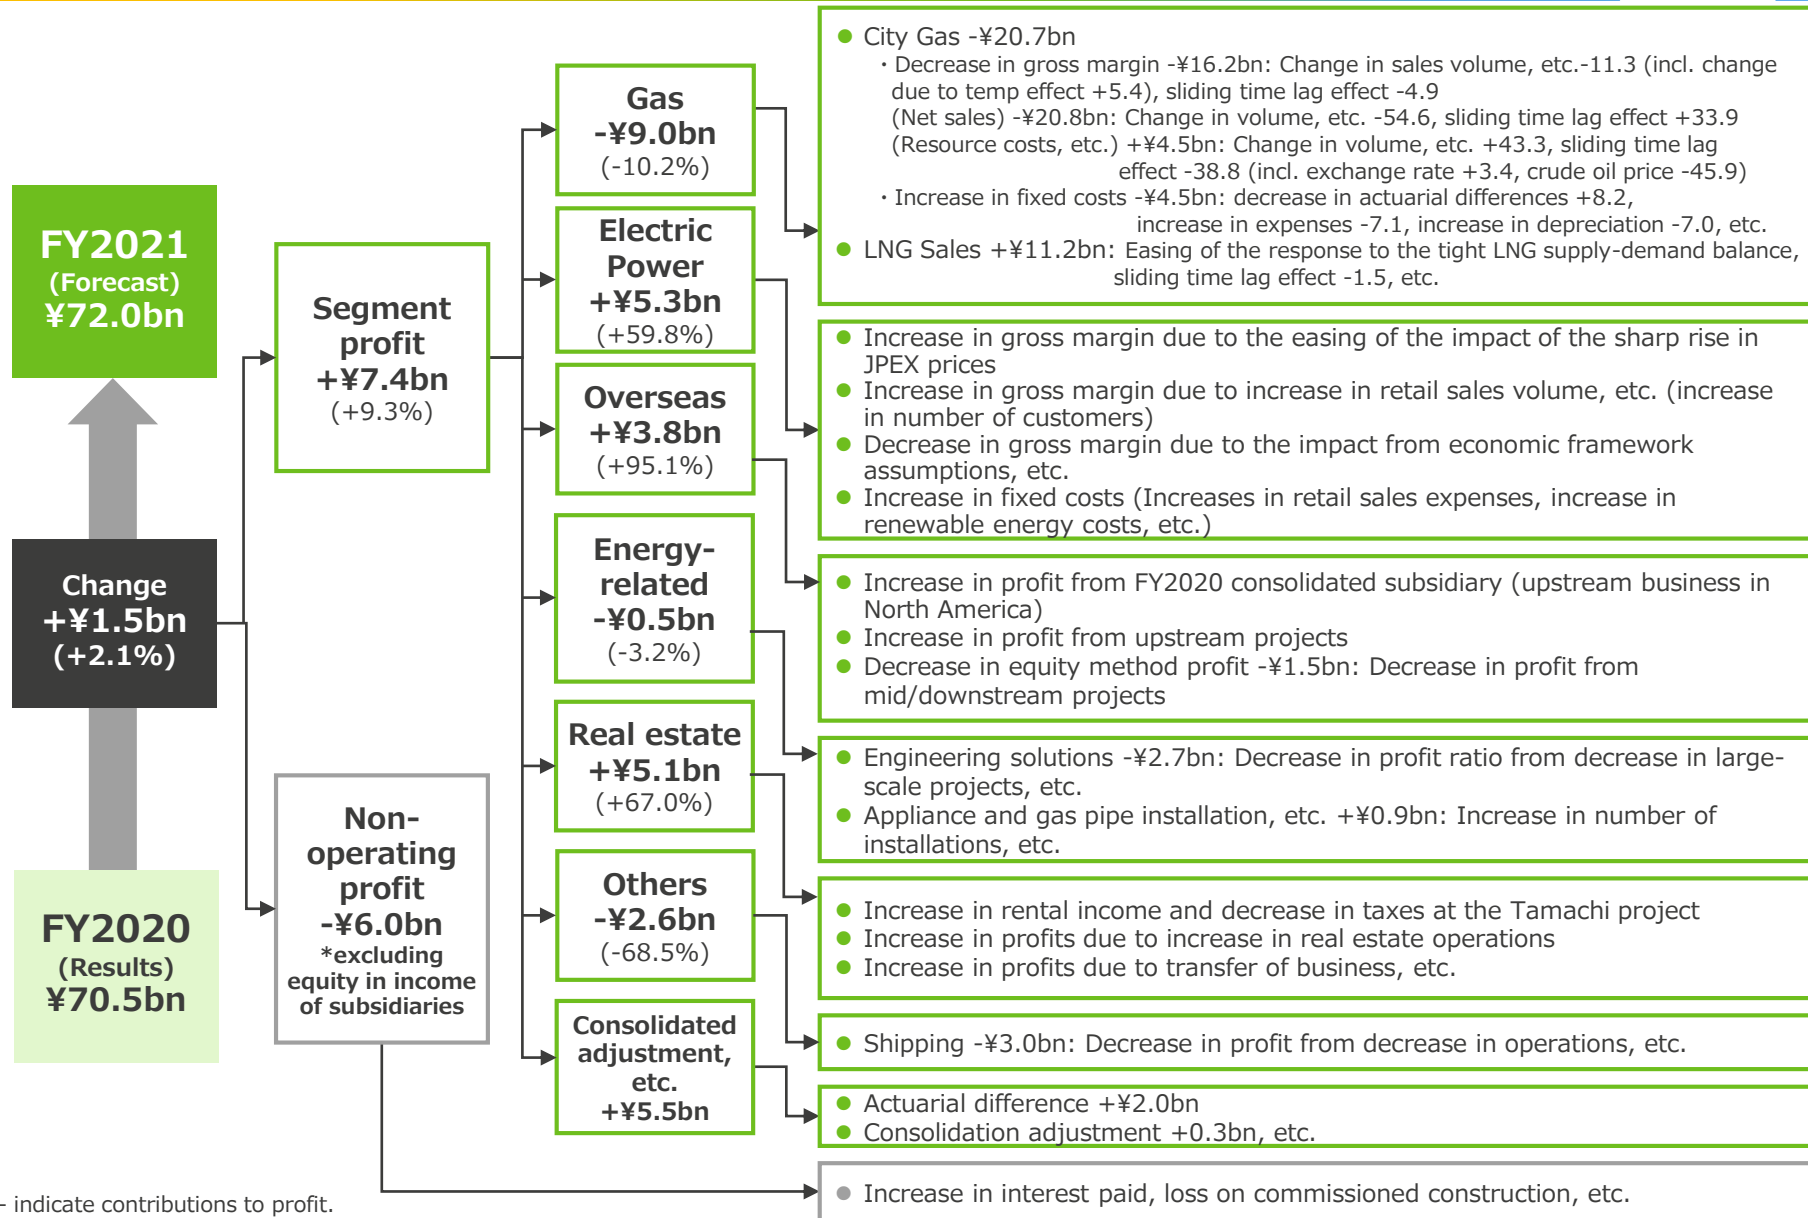 FY2021
(Forecast)
¥72.0bn
Change
+¥1.5bn
(+2.1%)
FY2020
(Results)
¥70.5bn
Segment
profit
+¥7.4bn
(+9.3%)
Non-
operating
profit
-¥6.0bn
*excluding
equity in income
of subsidiaries
Gas
-¥9.0bn
(-10.2%)
Electric
Power
+¥5.3bn
(+59.8%)
Overseas
+¥3.8bn
(+95.1%)
Energy-
related
-¥0.5bn
(-3.2%)
Real estate
+¥5.1bn
(+67.0%)
Others
-¥2.6bn
(-68.5%)
Consolidated
adjustment,
etc.
+¥5.5bn
● City Gas -¥20.7bn
・Decrease in gross margin -¥16.2bn: Change in sales volume, etc.-11.3 (incl. change
due to temp effect +5.4), sliding time lag effect -4.9
(Net sales) -¥20.8bn: Change in volume, etc. -54.6, sliding time lag effect +33.9
(Resource costs, etc.) +¥4.5bn: Change in volume, etc. +43.3, sliding time lag
effect -38.8 (incl. exchange rate +3.4, crude oil price -45.9)
・Increase in fixed costs -¥4.5bn: decrease in actuarial differences +8.2,
increase in expenses -7.1, increase in depreciation -7.0, etc.
● LNG Sales +¥11.2bn: Easing of the response to the tight LNG supply-demand balance,
sliding time lag effect -1.5, etc.
● Increase in gross margin due to the easing of the impact of the sharp rise in
JPEX prices
● Increase in gross margin due to increase in retail sales volume, etc. (increase
in number of customers)
● Decrease in gross margin due to the impact from economic framework
assumptions, etc.
● Increase in fixed costs (Increases in retail sales expenses, increase in
renewable energy costs, etc.)
● Increase in profit from FY2020 consolidated subsidiary (upstream business in
North America)
● Increase in profit from upstream projects
● Decrease in equity method profit -¥1.5bn: Decrease in profit from
mid/downstream projects
● Engineering solutions -¥2.7bn: Decrease in profit ratio from decrease in large-
scale projects, etc.
● Appliance and gas pipe installation, etc. +¥0.9bn: Increase in number of
installations, etc.
● Increase in rental income and decrease in taxes at the Tamachi project
● Increase in profits due to increase in real estate operations
● Increase in profits due to transfer of business, etc.
● Shipping -¥3.0bn: Decrease in profit from decrease in operations, etc.
● Actuarial difference +¥2.0bn
● Consolidation adjustment +0.3bn, etc.
● Increase in interest paid, loss on commissioned construction, etc.
- indicate contributions to profit.